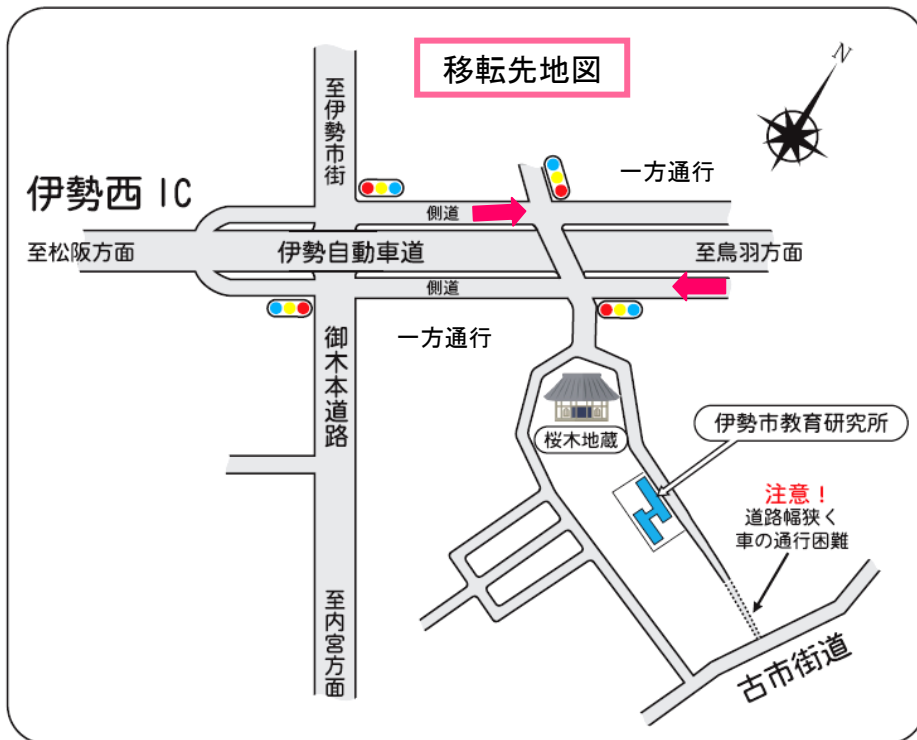 移転先地図
N
至伊勢市街
一方通行
伊勢西 IC
側道
至松阪方面
伊勢自動車道
至鳥羽方面
側道
一方通行
御木本道路
桜木地蔵
伊勢市教育研究所
注意!
道路幅狭く
車の通行困難
至内宮方面
古市街道